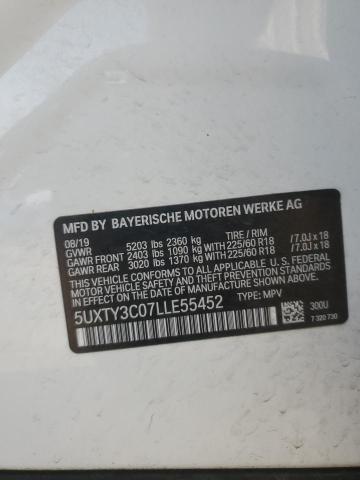 MFD BY BAYERISCHE MOTOREN WERKE AG
08/19 TIRE / RIM
GVWR 5203 lbs 2360 kg
GAWR FRONT 2403 lbs 1090 kg WITH 225/60 R18 / 7.0J x 18
GAWR REAR 3020 lbs 1370 kg WITH 225/60 R18 / 7.0J x 18
THIS VEHICLE CONFORMS TO ALL APPLICABLE
FEDERAL MOTOR VEHICLE SAFETY, BUMPER, AND THEFT PREVENTION
STANDARDS IN EFFECT ON THE DATE OF MANUFACTURE SHOWN ABOVE.
5UXTY3C07LLE55452 TYPE: MPV
300U
7 320 730